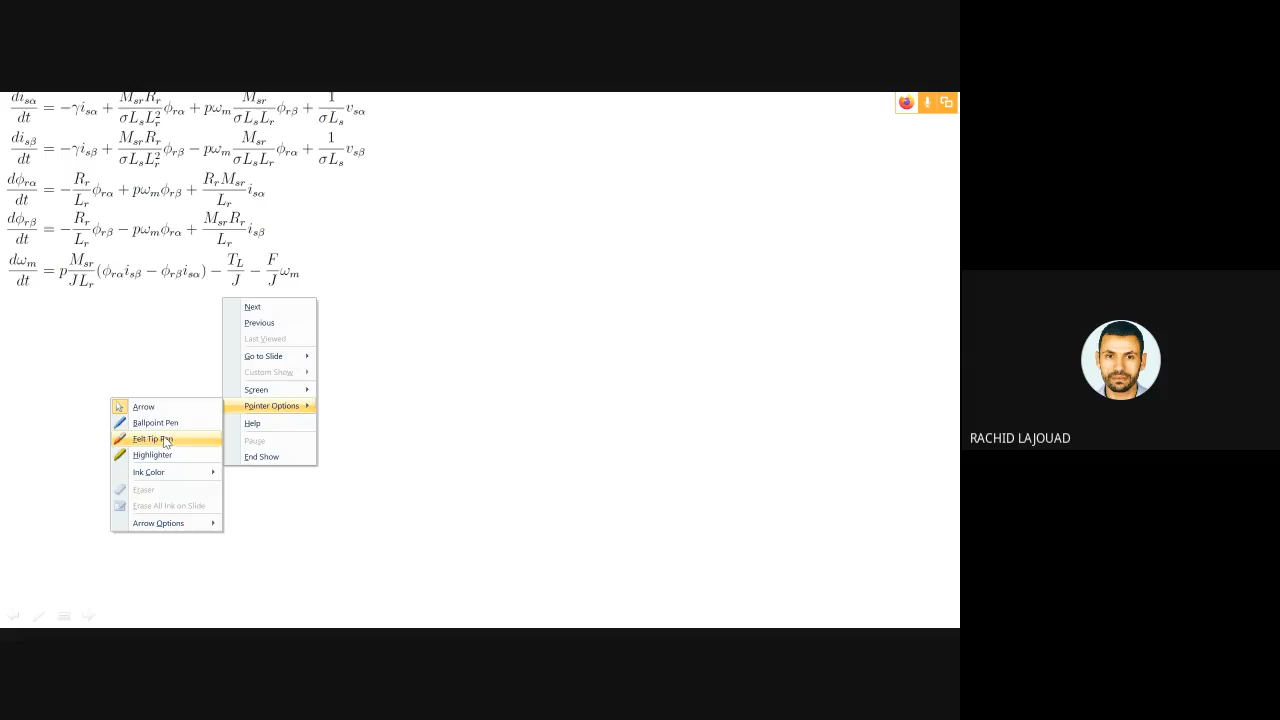 di_sα/dt = −γi_sα + M_sr R_r/σL_s L_r² ϕ_rα + pω_m M_sr/σL_s L_r ϕ_rβ + 1/σL_s v_sα
di_sβ/dt = −γi_sβ + M_sr R_r/σL_s L_r² ϕ_rβ − pω_m M_sr/σL_s L_r ϕ_rα + 1/σL_s v_sβ
dϕ_rα/dt = −R_r/L_r ϕ_rα + pω_m ϕ_rβ + R_r M_sr/L_r i_sα
dϕ_rβ/dt = −R_r/L_r ϕ_rβ − pω_m ϕ_rα + M_sr R_r/L_r i_sβ
dω_m/dt = p M_sr/JL_r (ϕ_rα i_sβ − ϕ_rβ i_sα) − T_L/J − F/J ω_m
Next
Previous
Last Viewed
Go to Slide
Custom Show
Screen
Pointer Options
Help
Pause
End Show
Arrow
Ballpoint Pen
Felt Tip Pen
Highlighter
Ink Color
Eraser
Erase All Ink on Slide
Arrow Options
RACHID LAJOUAD